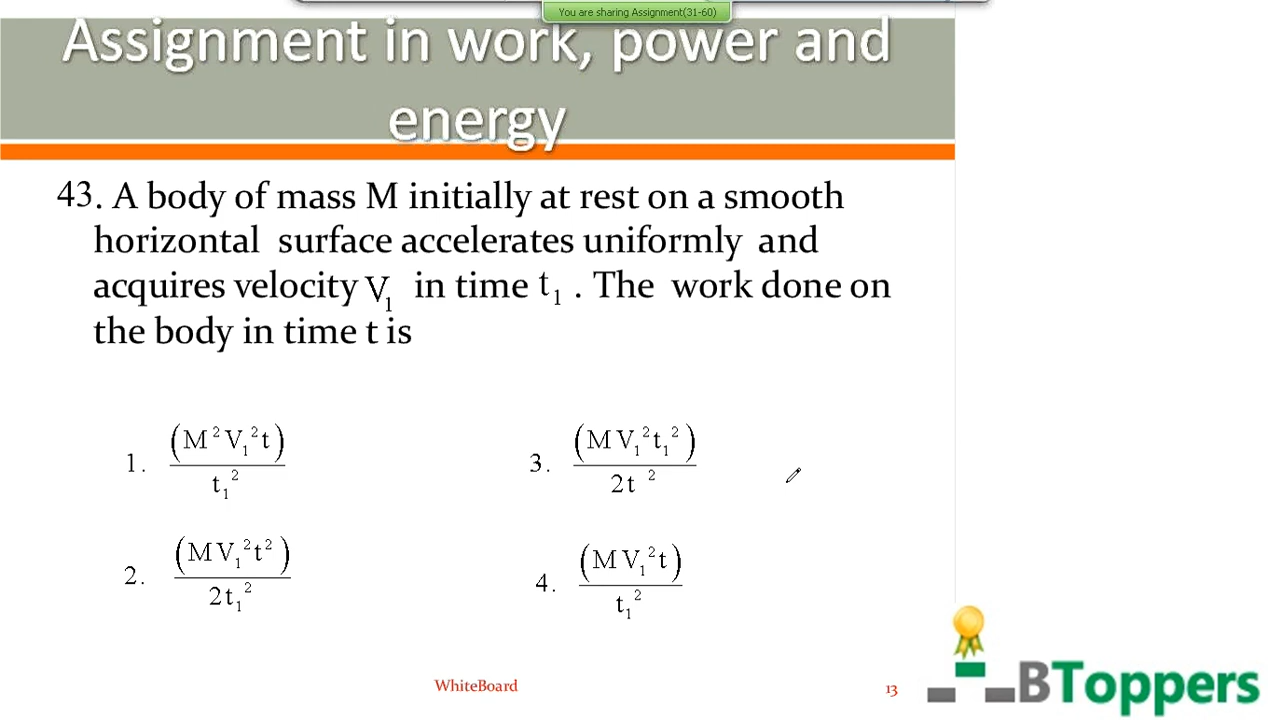 You are sharing Assignment(31-60)
Assignment in work, power and
energy
43. A body of mass M initially at rest on a smooth
horizontal surface accelerates uniformly and
acquires velocity V₁ in time t₁ . The work done on
the body in time t is
1. (M²V₁²t) / t₁²
3. (MV₁²t₁²) / 2t²
2. (MV₁²t²) / 2t₁²
4. (MV₁²t) / t₁²
WhiteBoard
13
BToppers